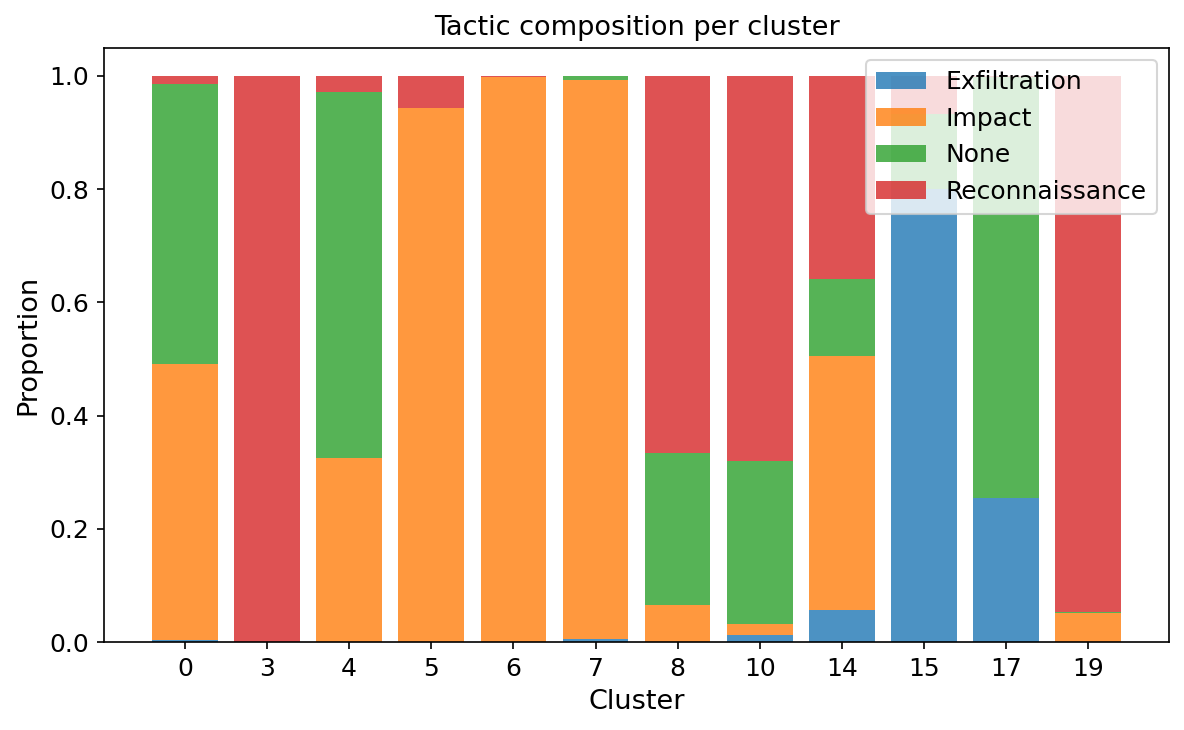 Tactic composition per cluster
Exfiltration
Impact
None
Reconnaissance
Proportion
1.0
0.8
0.6
0.4
0.2
0.0
0 3 4 5 6 7 8 10 14 15 17 19
Cluster